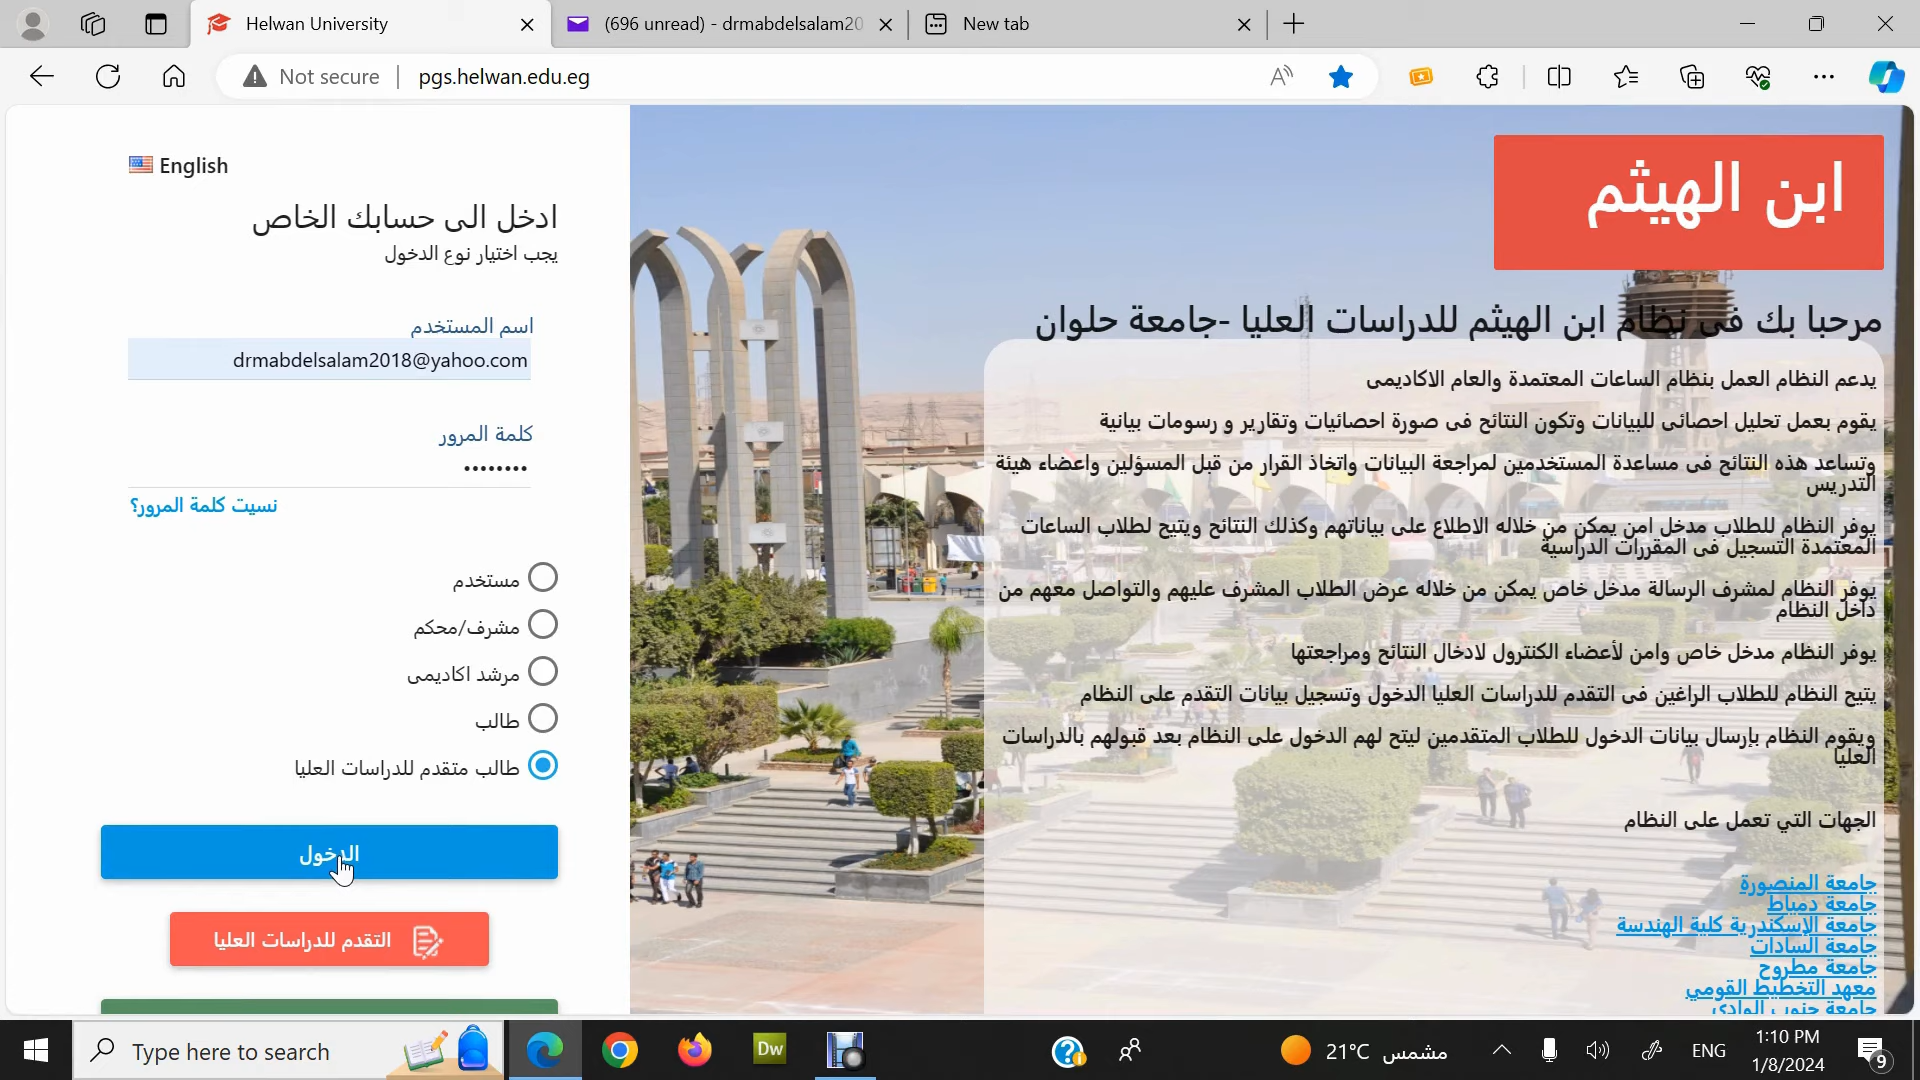 Helwan University
(696 unread) - drmabdelsalam20
New tab
Not secure
pgs.helwan.edu.eg
English
ادخل الى حسابك الخاص
يجب اختيار نوع الدخول
اسم المستخدم
drmabdelsalam2018@yahoo.com
كلمة المرور
نسيت كلمة المرور؟
مستخدم
مشرف/محكم
مرشد اكاديمى
طالب
طالب متقدم للدراسات العليا
الدخول
التقدم للدراسات العليا
ابن الهيثم
مرحبا بك فى نظام ابن الهيثم للدراسات العليا -جامعة حلوان
يدعم النظام العمل بنظام الساعات المعتمدة والعام الاكاديمى
يقوم بعمل تحليل احصائى للبيانات وتكون النتائج فى صورة احصائيات وتقارير و رسومات بيانية
وتساعد هذه النتائج فى مساعدة المستخدمين لمراجعة البيانات واتخاذ القرار من قبل المسؤلين واعضاء هيئة
التدريس
يوفر النظام للطلاب مدخل امن يمكن من خلاله الاطلاع على بياناتهم وكذلك النتائح ويتيح لطلاب الساعات
المعتمدة التسجيل فى المقررات الدراسية
يوفر النظام لمشرف الرسالة مدخل خاص يمكن من خلاله عرض الطلاب المشرف عليهم والتواصل معهم من
داخل النظام
يوفر النظام مدخل خاص وامن لأعضاء الكنترول لادخال النتائج ومراجعتها
يتيح النظام للطلاب الراغين فى التقدم للدراسات العليا الدخول وتسجيل بيانات التقدم على النظام
ويقوم النظام بإرسال بيانات الدخول للطلاب المتقدمين ليتح لهم الدخول على النظام بعد قبولهم بالدراسات
العليا
الجهات التي تعمل على النظام
جامعة المنصورة
جامعة دمياط
جامعة الإسكندرية كلية الهندسة
جامعة السادات
جامعة مطروح
معهد التخطيط القومي
جامعة جنوب الوادي
Type here to search
Dw
21°C مشمس
ENG
1:10 PM
1/8/2024
9